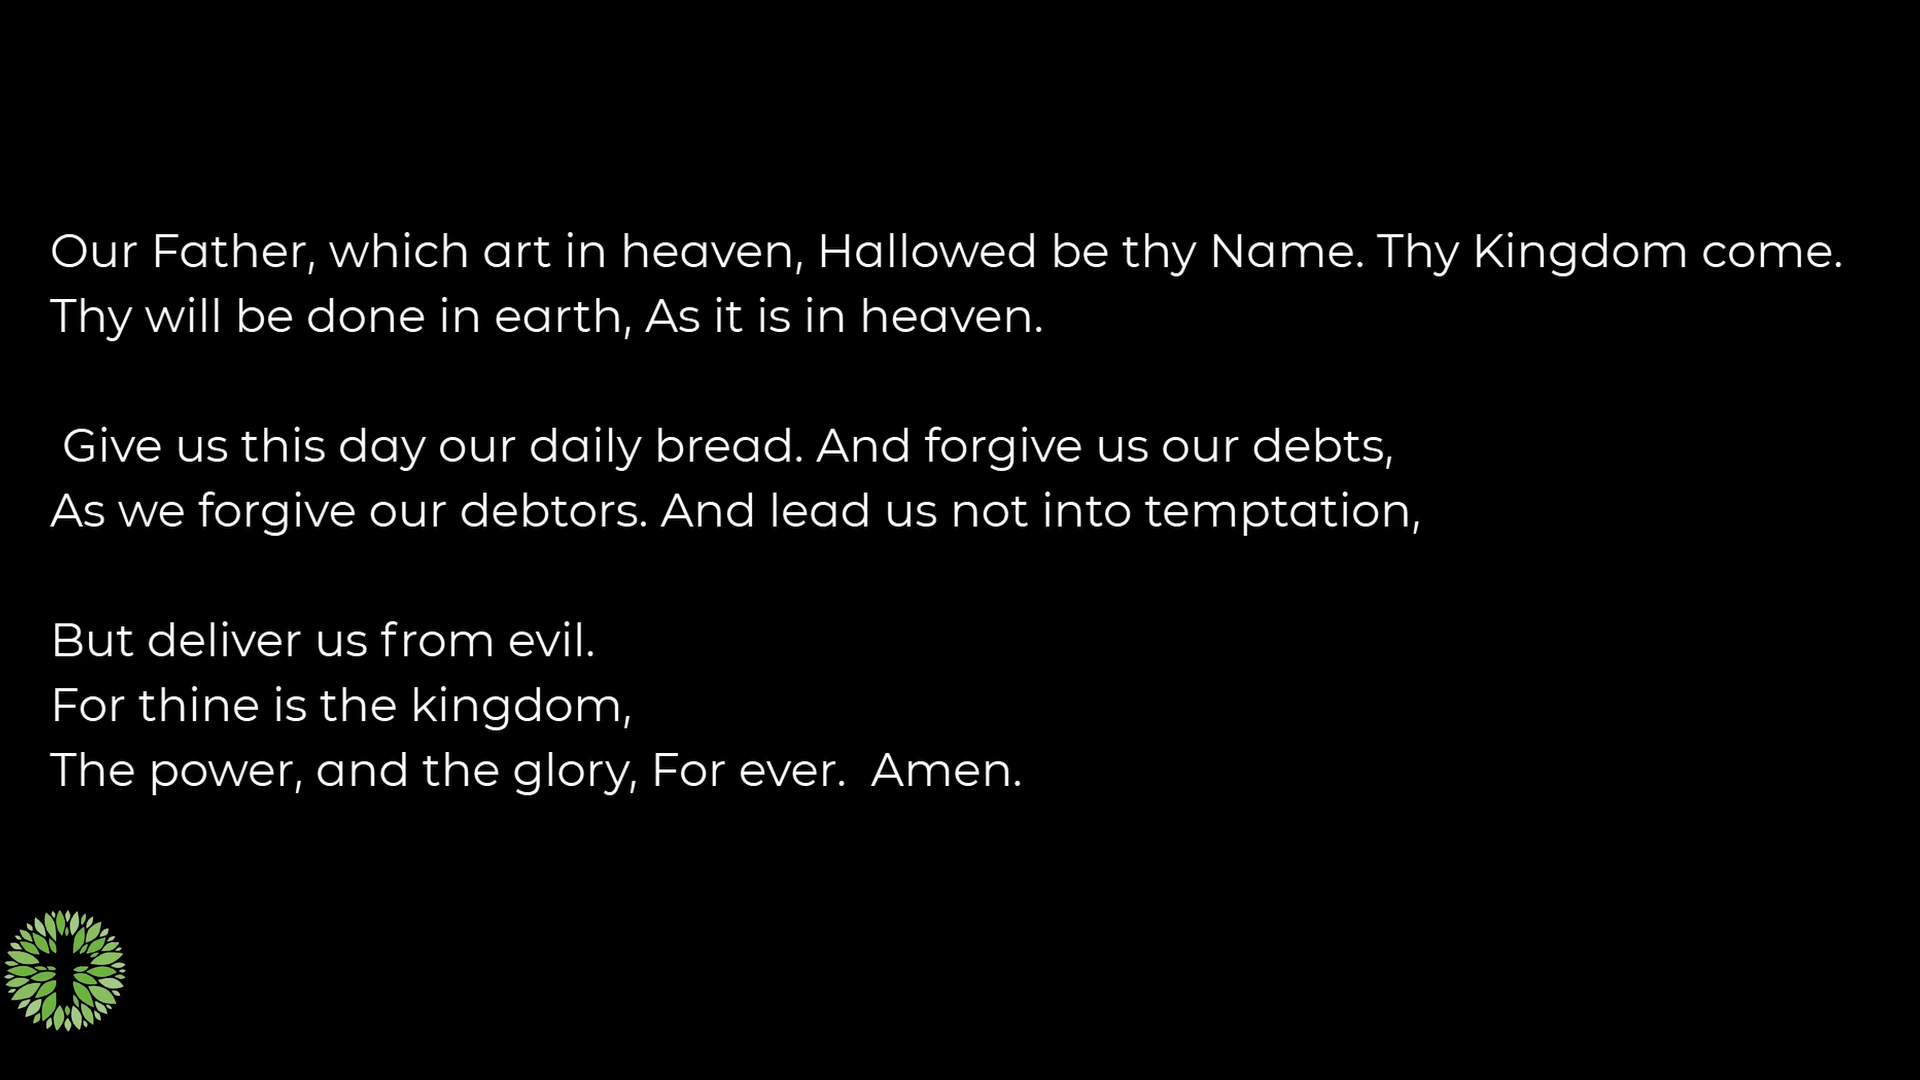 Our Father, which art in heaven, Hallowed be thy Name. Thy Kingdom come.
Thy will be done in earth, As it is in heaven.
Give us this day our daily bread. And forgive us our debts,
As we forgive our debtors. And lead us not into temptation,
But deliver us from evil.
For thine is the kingdom,
The power, and the glory, For ever.  Amen.